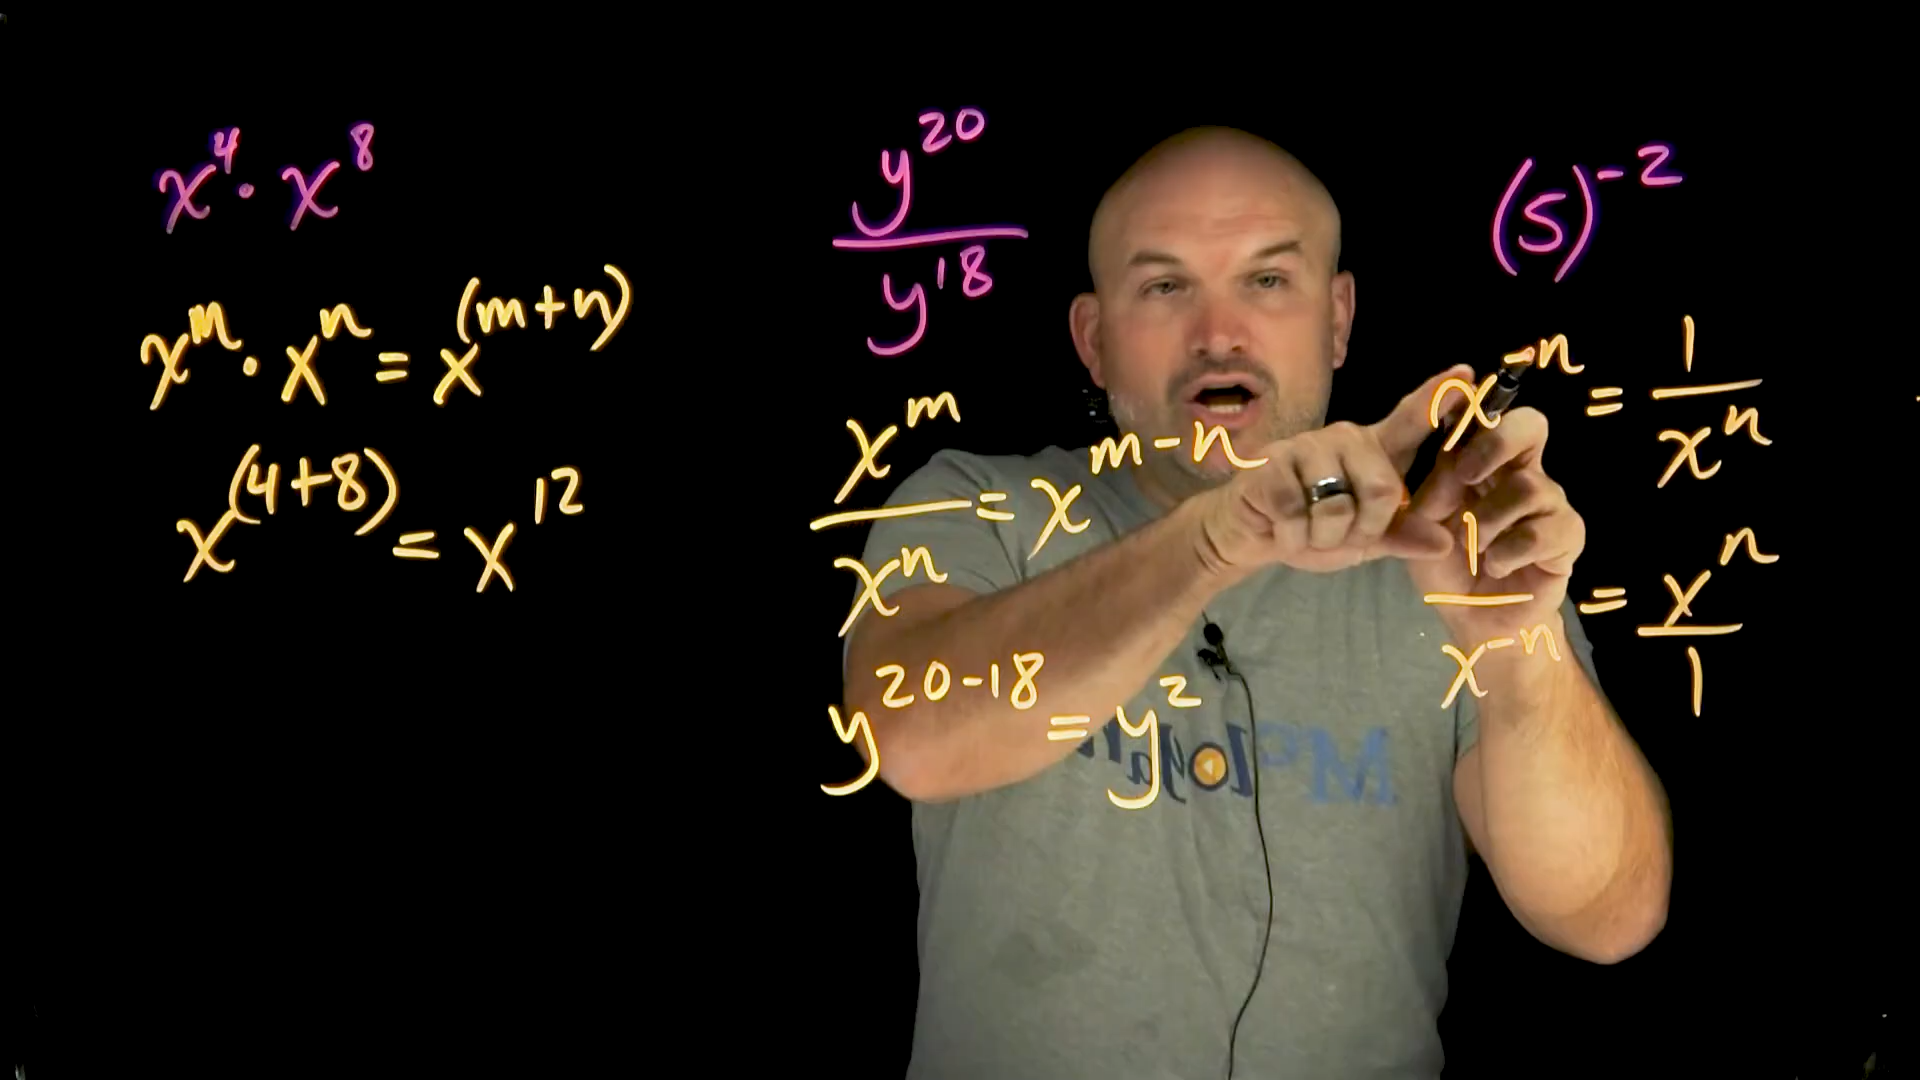 x⁴ · x⁸
xᵐ · xⁿ = x⁽ᵐ⁺ⁿ⁾
x⁽⁴⁺⁸⁾ = x¹²
y²⁰/y¹⁸
xᵐ/xⁿ = xᵐ⁻ⁿ
y²⁰⁻¹⁸ = y²
(5)⁻²
x⁻ⁿ = 1/xⁿ
1/x⁻ⁿ = xⁿ/1